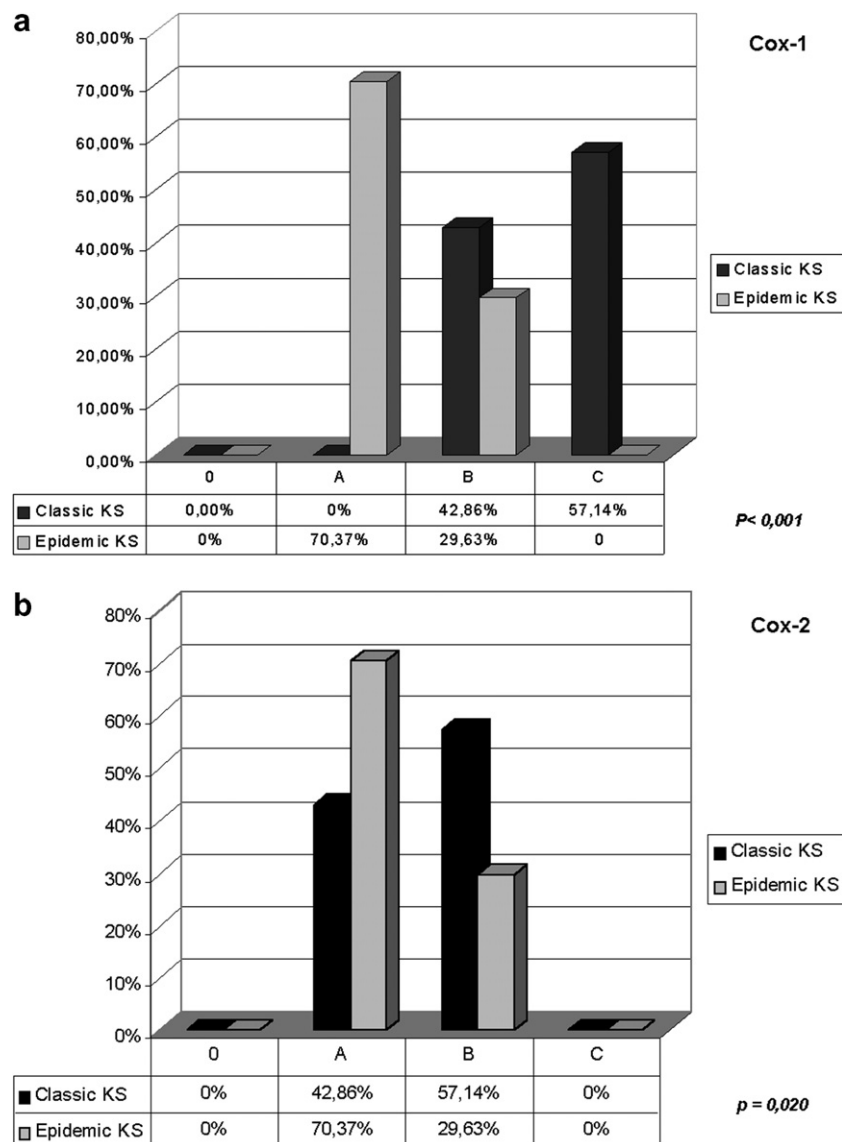 a
Cox-1
80,00%
70,00%
60,00%
50,00%
40,00%
30,00%
20,00%
10,00%
0,00%
Classic KS
Epidemic KS
0 A B C
Classic KS 0,00% 0% 42,86% 57,14%
Epidemic KS 0% 70,37% 29,63% 0
P< 0,001
b
Cox-2
80%
70%
60%
50%
40%
30%
20%
10%
0%
Classic KS
Epidemic KS
0 A B C
Classic KS 0% 42,86% 57,14% 0%
Epidemic KS 0% 70,37% 29,63% 0%
p = 0,020